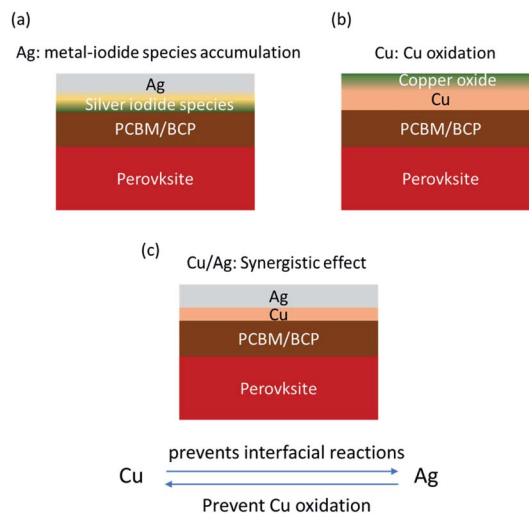 (a)
Ag: metal-iodide species accumulation
Ag
Silver iodide species
PCBM/BCP
Perovksite
(b)
Cu: Cu oxidation
Copper oxide
Cu
PCBM/BCP
Perovksite
(c)
Cu/Ag: Synergistic effect
Ag
Cu
PCBM/BCP
Perovksite
prevents interfacial reactions
Cu Ag
Prevent Cu oxidation